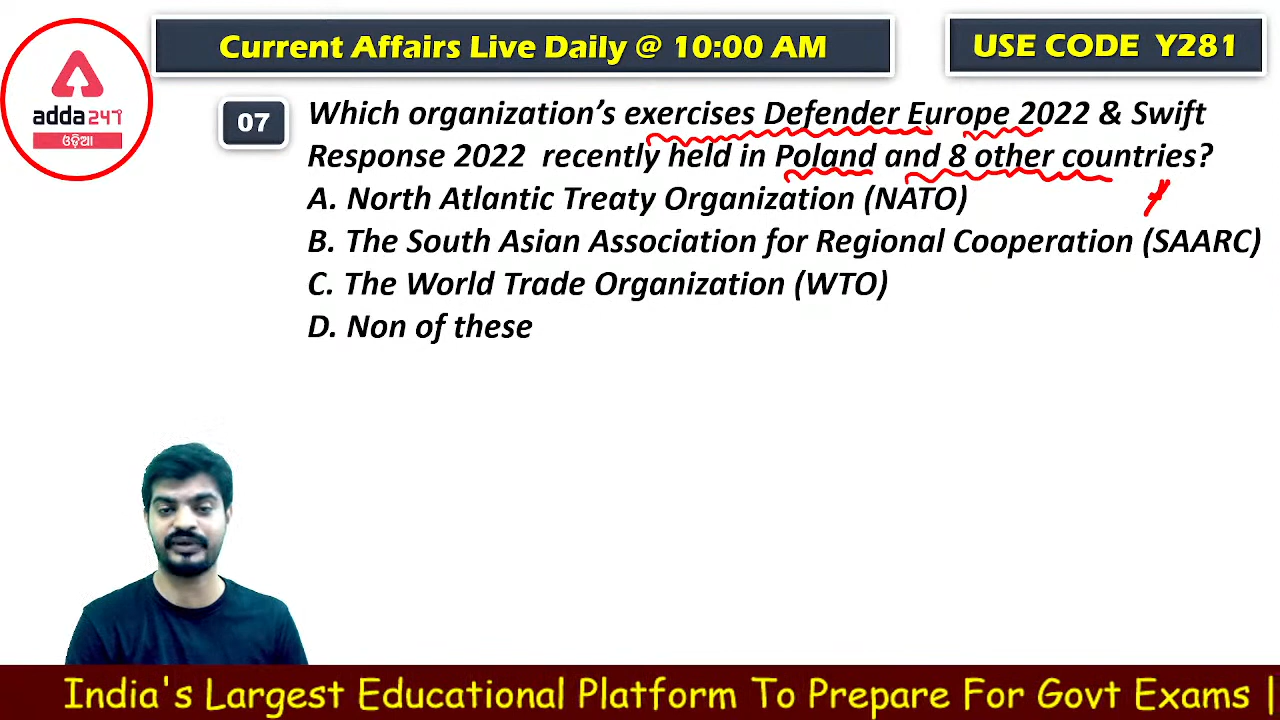 Current Affairs Live Daily @ 10:00 AM
USE CODE Y281
adda247
ଓଡ଼ିଆ
07
Which organization's exercises Defender Europe 2022 & Swift
Response 2022 recently held in Poland and 8 other countries?
A. North Atlantic Treaty Organization (NATO)
B. The South Asian Association for Regional Cooperation (SAARC)
C. The World Trade Organization (WTO)
D. Non of these
India's Largest Educational Platform To Prepare For Govt Exams |